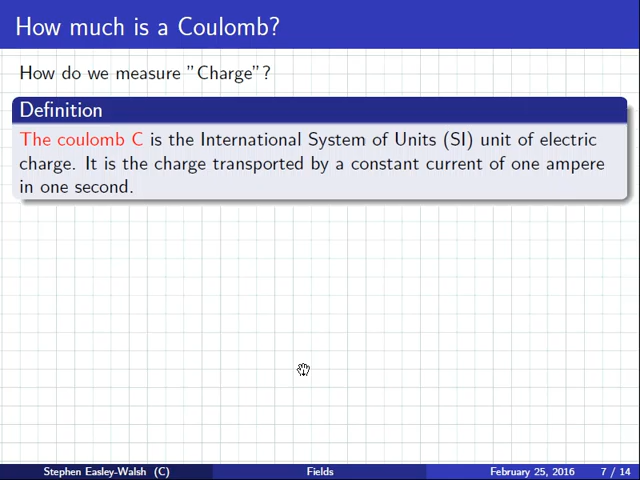 How much is a Coulomb?
How do we measure ”Charge”?
Definition
The coulomb C is the International System of Units (SI) unit of electric
charge. It is the charge transported by a constant current of one ampere
in one second.
Stephen Easley-Walsh (C) Fields February 25, 2016 7 / 14